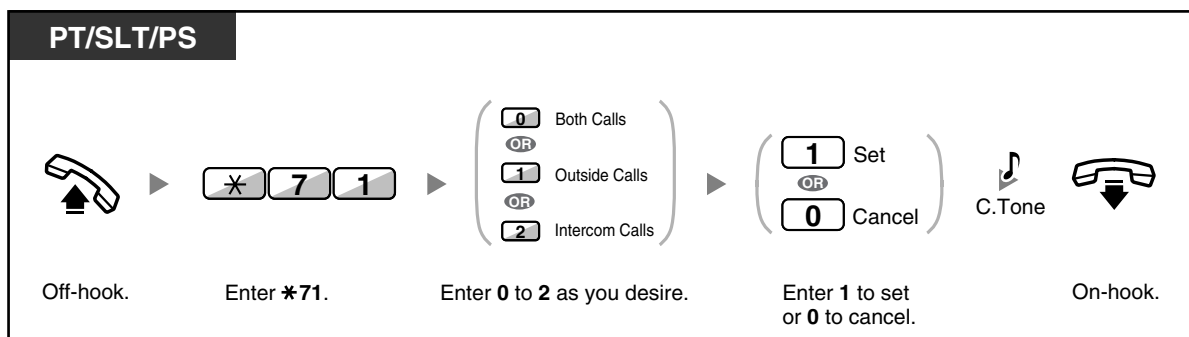 PT/SLT/PS
0 Both Calls
OR
1 Outside Calls
OR
2 Intercom Calls
* 7 1
1 Set
OR
0 Cancel
C.Tone
Off-hook.
Enter *71.
Enter 0 to 2 as you desire.
Enter 1 to set
or 0 to cancel.
On-hook.